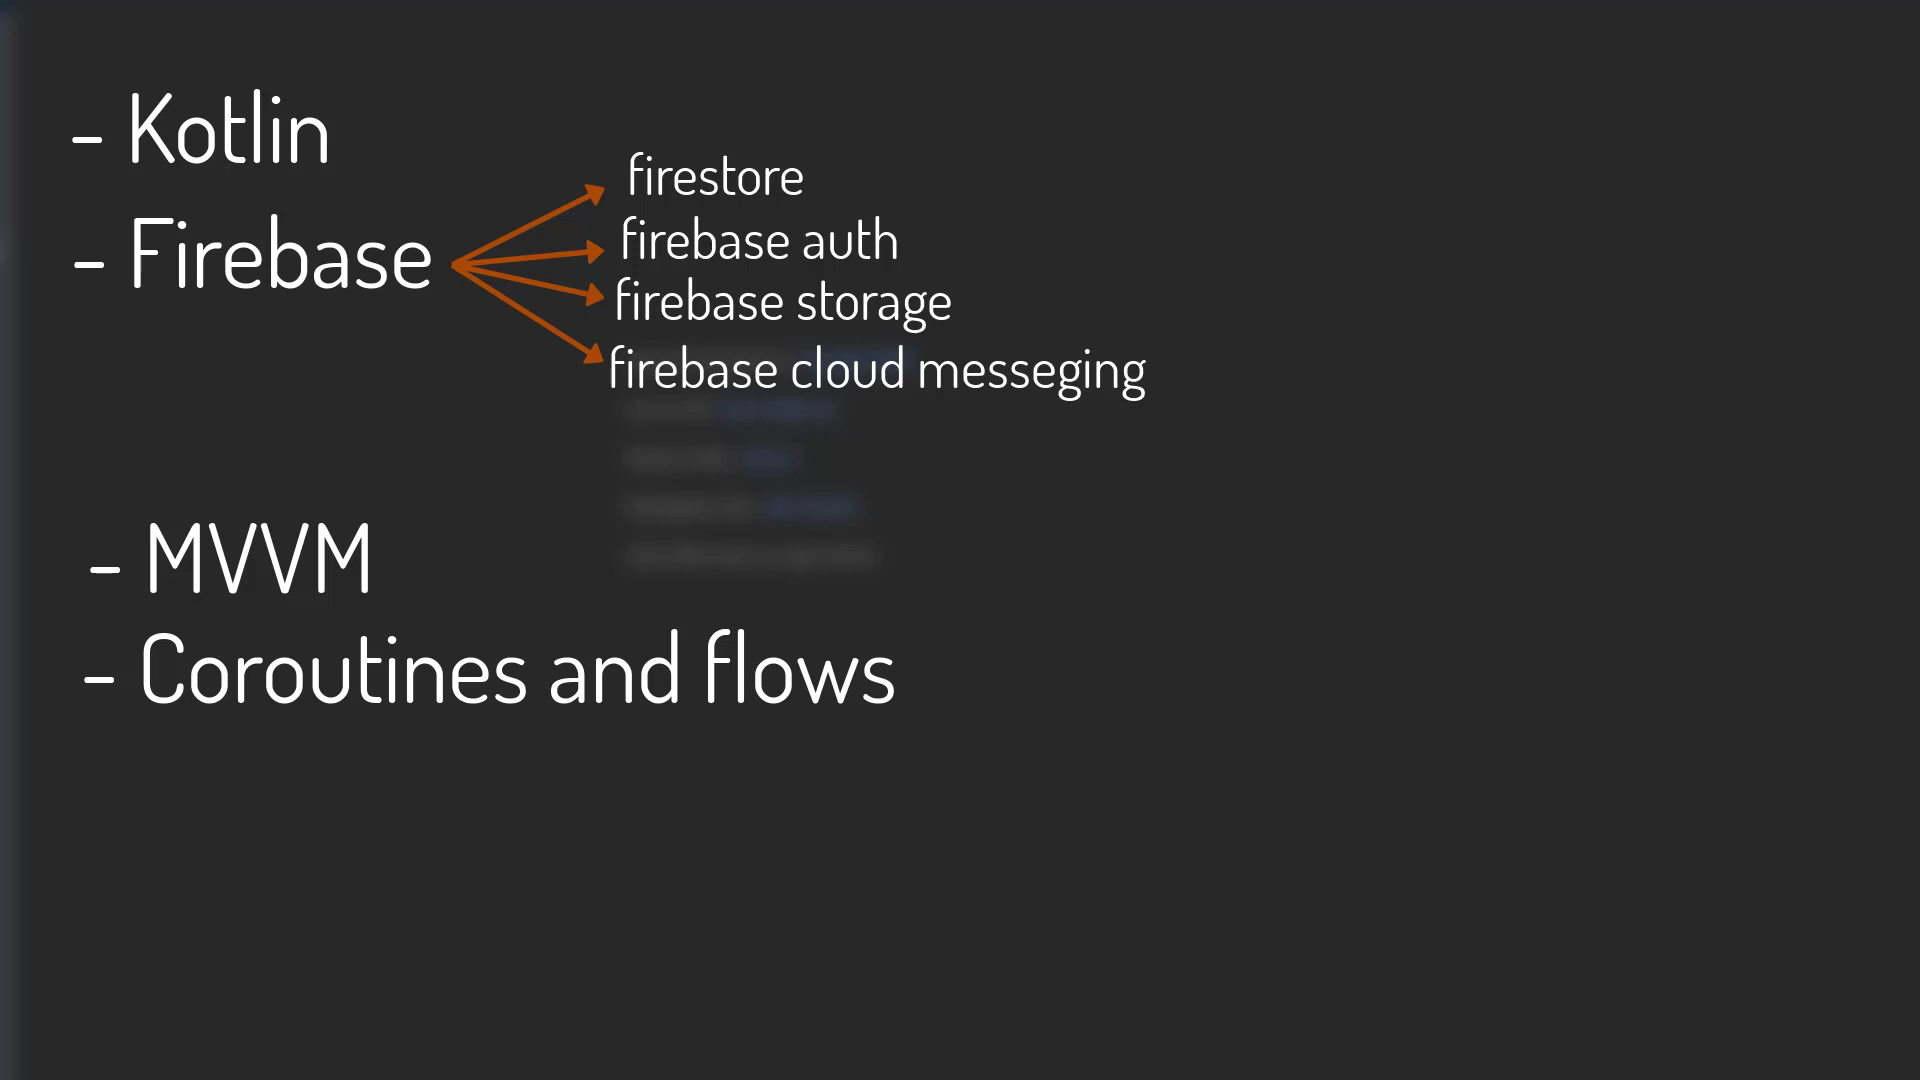 - Kotlin
- Firebase
firestore
firebase auth
firebase storage
firebase cloud messeging
- MVVM
- Coroutines and flows